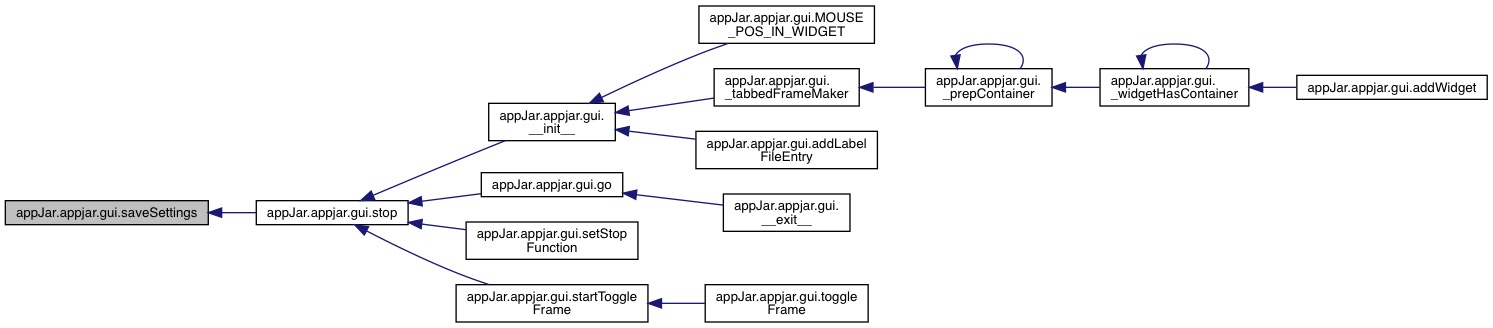 appJar.appjar.gui.MOUSE
_POS_IN_WIDGET
appJar.appjar.gui.
_tabbedFrameMaker
appJar.appjar.gui.
_prepContainer
appJar.appjar.gui.
_widgetHasContainer
appJar.appjar.gui.addWidget
appJar.appjar.gui.
__init__
appJar.appjar.gui.addLabel
FileEntry
appJar.appjar.gui.go
appJar.appjar.gui.
__exit__
appJar.appjar.gui.saveSettings
appJar.appjar.gui.stop
appJar.appjar.gui.setStop
Function
appJar.appjar.gui.startToggle
Frame
appJar.appjar.gui.toggle
Frame